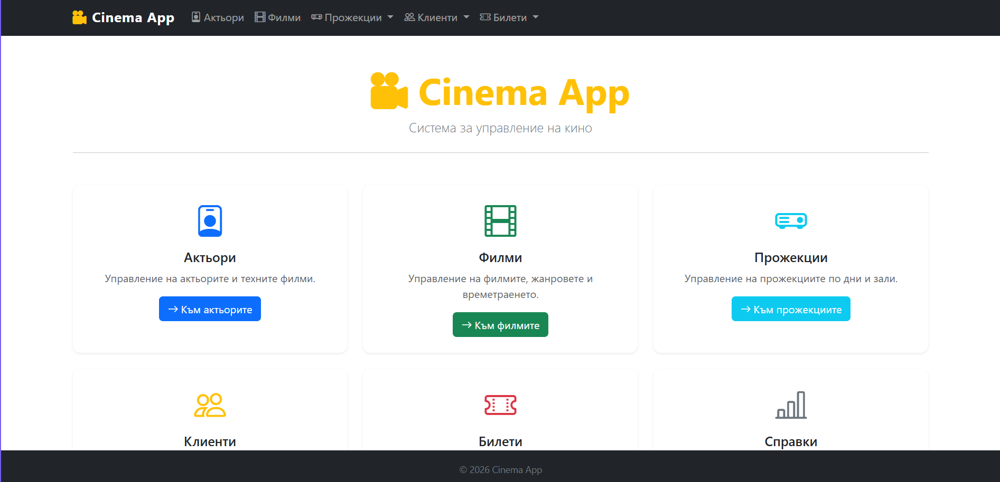 Cinema App Актьори Филми Прожекции Клиенти Билети
Cinema App
Система за управление на кино
Актьори
Управление на актьорите и техните филми.
→ Към актьорите
Филми
Управление на филмите, жанровете и
времетраенето.
→ Към филмите
Прожекции
Управление на прожекциите по дни и зали.
→ Към прожекциите
Клиенти
Билети
Справки
© 2026 Cinema App